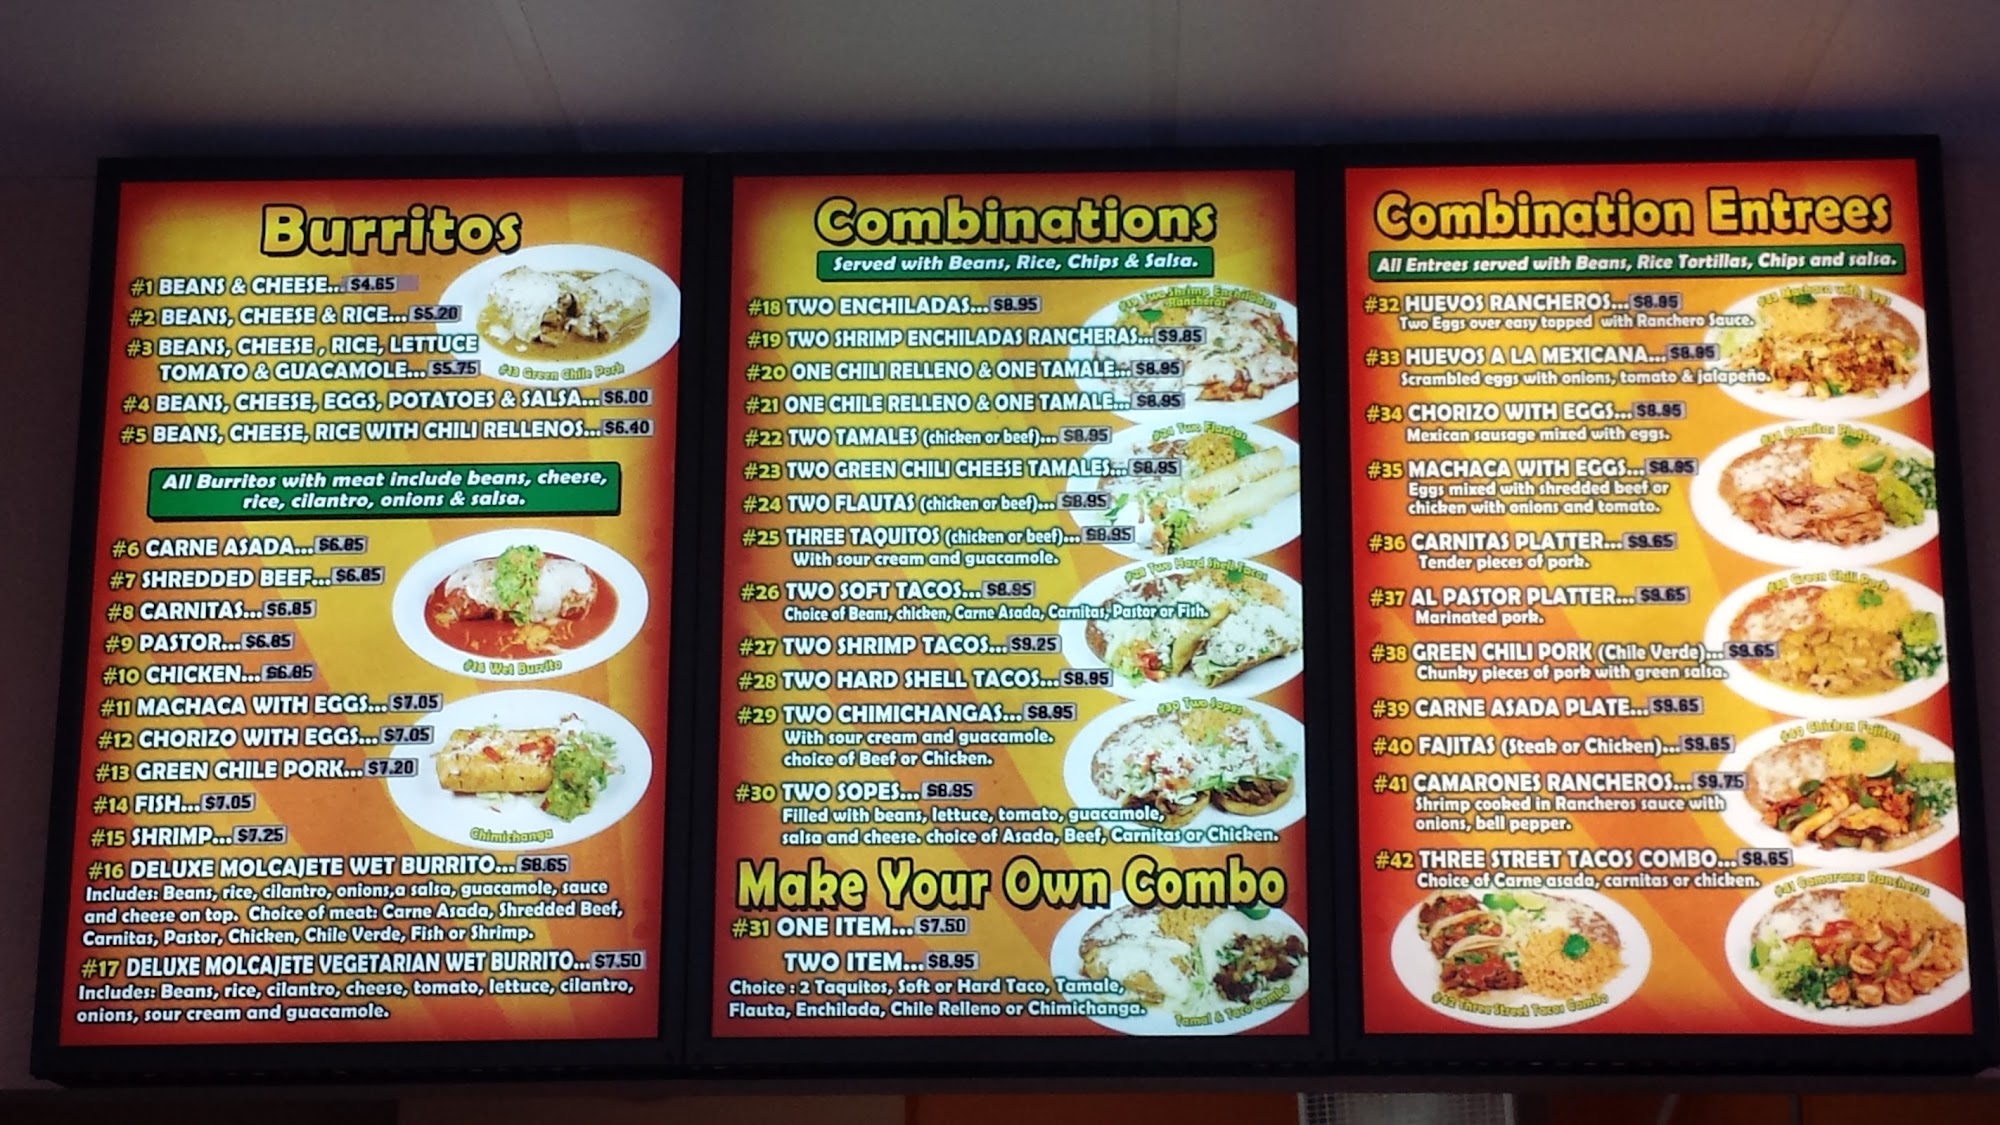 Burritos
#1 BEANS & CHEESE... $4.65
#2 BEANS, CHEESE & RICE... $5.20
#3 BEANS, CHEESE , RICE, LETTUCE
TOMATO & GUACAMOLE... $5.75
#13 Green Chile Pork
#4 BEANS, CHEESE, EGGS, POTATOES & SALSA... $6.00
#5 BEANS, CHEESE, RICE WITH CHILI RELLENOS... $6.40
All Burritos with meat include beans, cheese,
rice, cilantro, onions & salsa.
#6 CARNE ASADA... $6.85
#7 SHREDDED BEEF... $6.85
#8 CARNITAS... $6.85
#9 PASTOR... $6.85
#10 CHICKEN... $6.85
#16 Wet Burrito
#11 MACHACA WITH EGGS... $7.05
#12 CHORIZO WITH EGGS... $7.05
#13 GREEN CHILE PORK... $7.20
#14 FISH... $7.05
#15 SHRIMP... $7.25
Chimichanga
#16 DELUXE MOLCAJETE WET BURRITO... $8.65
Includes: Beans, rice, cilantro, onions,a salsa, guacamole, sauce
and cheese on top. Choice of meat: Carne Asada, Shredded Beef,
Carnitas, Pastor, Chicken, Chile Verde, Fish or Shrimp.
#17 DELUXE MOLCAJETE VEGETARIAN WET BURRITO... $7.50
Includes: Beans, rice, cilantro, cheese, tomato, lettuce, cilantro,
onions, sour cream and guacamole.
Combinations
Served with Beans, Rice, Chips & Salsa.
#19 Two Shrimp Enchiladas
Rancheras
#18 TWO ENCHILADAS... $8.95
#19 TWO SHRIMP ENCHILADAS RANCHERAS... $9.85
#20 ONE CHILI RELLENO & ONE TAMALE... $8.95
#21 ONE CHILE RELLENO & ONE TAMALE... $8.95
#22 TWO TAMALES (chicken or beef)... $8.95
#24 Two Flautas
#23 TWO GREEN CHILI CHEESE TAMALES... $8.95
#24 TWO FLAUTAS (chicken or beef)... $8.95
#25 THREE TAQUITOS (chicken or beef)... $8.95
With sour cream and guacamole.
#28 Two Hard Shell Tacos
#26 TWO SOFT TACOS... $8.95
Choice of Beans, chicken, Carne Asada, Carnitas, Pastor or Fish.
#27 TWO SHRIMP TACOS... $9.25
#28 TWO HARD SHELL TACOS... $8.95
#30 Two Sopes
#29 TWO CHIMICHANGAS... $8.95
With sour cream and guacamole.
choice of Beef or Chicken.
#30 TWO SOPES... $8.95
Filled with beans, lettuce, tomato, guacamole,
salsa and cheese. choice of Asada, Beef, Carnitas or Chicken.
Make Your Own Combo
#31 ONE ITEM... $7.50
TWO ITEM... $8.95
Choice : 2 Taquitos, Soft or Hard Taco, Tamale,
Flauta, Enchilada, Chile Relleno or Chimichanga.
Tamal & Taco Combo
Combination Entrees
All Entrees served with Beans, Rice Tortillas, Chips and salsa.
#32 HUEVOS RANCHEROS... $8.95
Two Eggs over easy topped with Ranchero Sauce.
#33 HUEVOS A LA MEXICANA... $8.95
Scrambled eggs with onions, tomato & jalapeño.
#34 CHORIZO WITH EGGS... $8.95
Mexican sausage mixed with eggs.
#36 Carnitas Platter
#35 MACHACA WITH EGGS... $8.95
Eggs mixed with shredded beef or
chicken with onions and tomato.
#36 CARNITAS PLATTER... $9.65
Tender pieces of pork.
#38 Green Chili Pork
#37 AL PASTOR PLATTER... $9.65
Marinated pork.
#38 GREEN CHILI PORK (Chile Verde)... $9.65
Chunky pieces of pork with green salsa.
#39 CARNE ASADA PLATE... $9.65
#40 Chicken Fajitas
#40 FAJITAS (Steak or Chicken)... $9.65
#41 CAMARONES RANCHEROS... $9.75
Shrimp cooked in Rancheros sauce with
onions, bell pepper.
#42 THREE STREET TACOS COMBO... $8.65
Choice of Carne asada, carnitas or chicken.
#41 Camarones Rancheros
#42 Three Street Tacos Combo